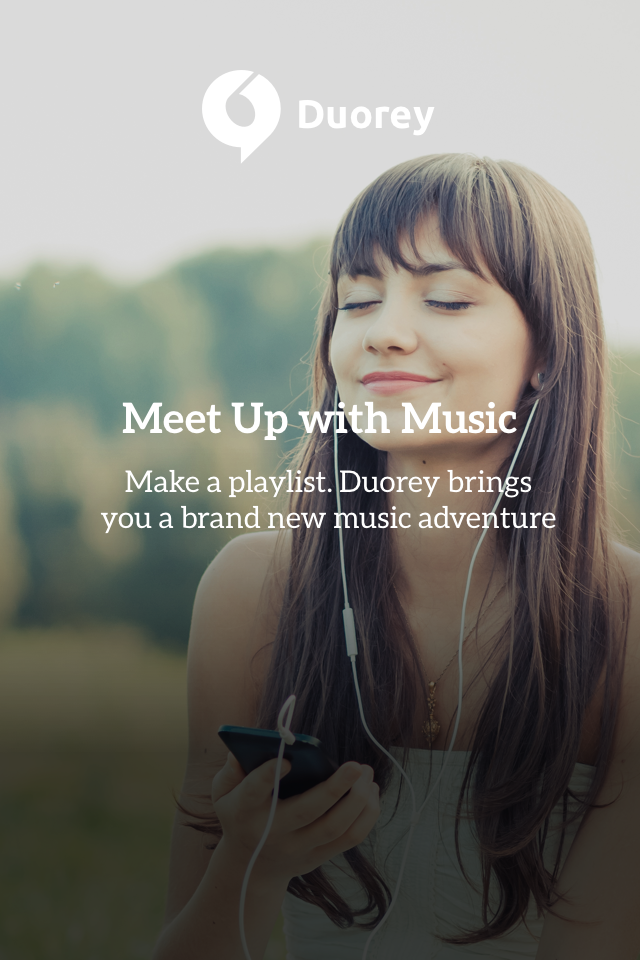 Duorey
Meet Up with Music
Make a playlist. Duorey brings
you a brand new music adventure